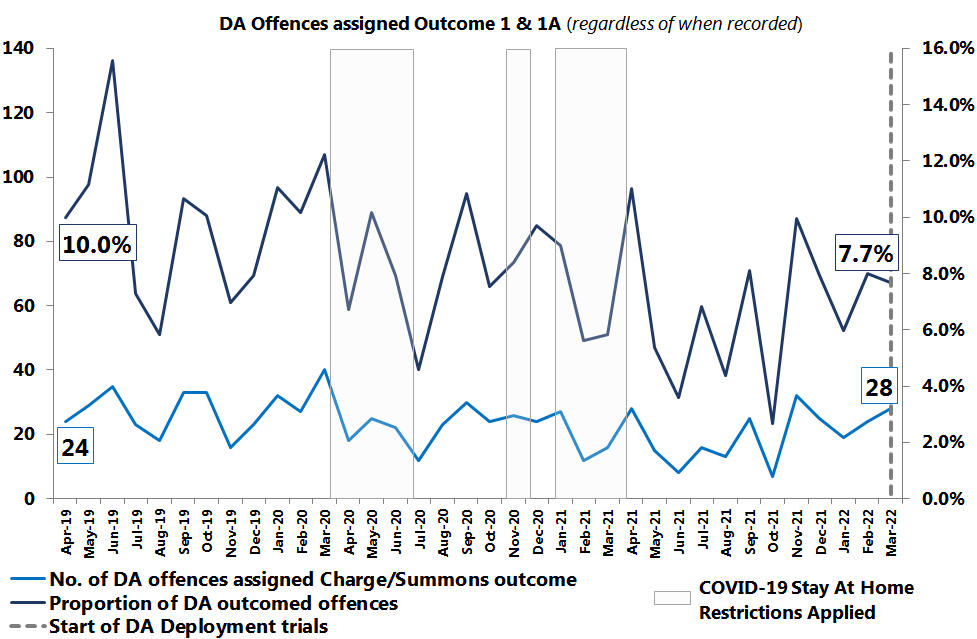 DA Offences assigned Outcome 1 & 1A (regardless of when recorded)
140
120
100
80
60
40
20
0
16.0%
14.0%
12.0%
10.0%
8.0%
6.0%
4.0%
2.0%
0.0%
10.0%
24
7.7%
28
Apr-19
May-19
Jun-19
Jul-19
Aug-19
Sep-19
Oct-19
Nov-19
Dec-19
Jan-20
Feb-20
Mar-20
Apr-20
May-20
Jun-20
Jul-20
Aug-20
Sep-20
Oct-20
Nov-20
Dec-20
Jan-21
Feb-21
Mar-21
Apr-21
May-21
Jun-21
Jul-21
Aug-21
Sep-21
Oct-21
Nov-21
Dec-21
Jan-22
Feb-22
Mar-22
No. of DA offences assigned Charge/Summons outcome
Proportion of DA outcomed offences
Start of DA Deployment trials
COVID-19 Stay At Home
Restrictions Applied